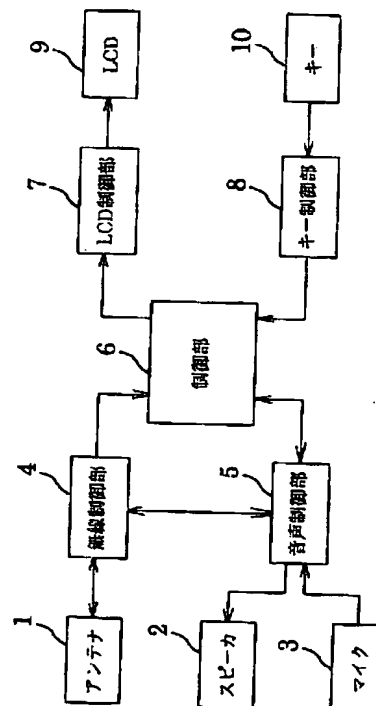 1
アンテナ
2
スピーカ
3
マイク
4
無線制御部
5
音声制御部
6
制御部
7
LCD制御部
8
キー制御部
9
LCD
10
キー